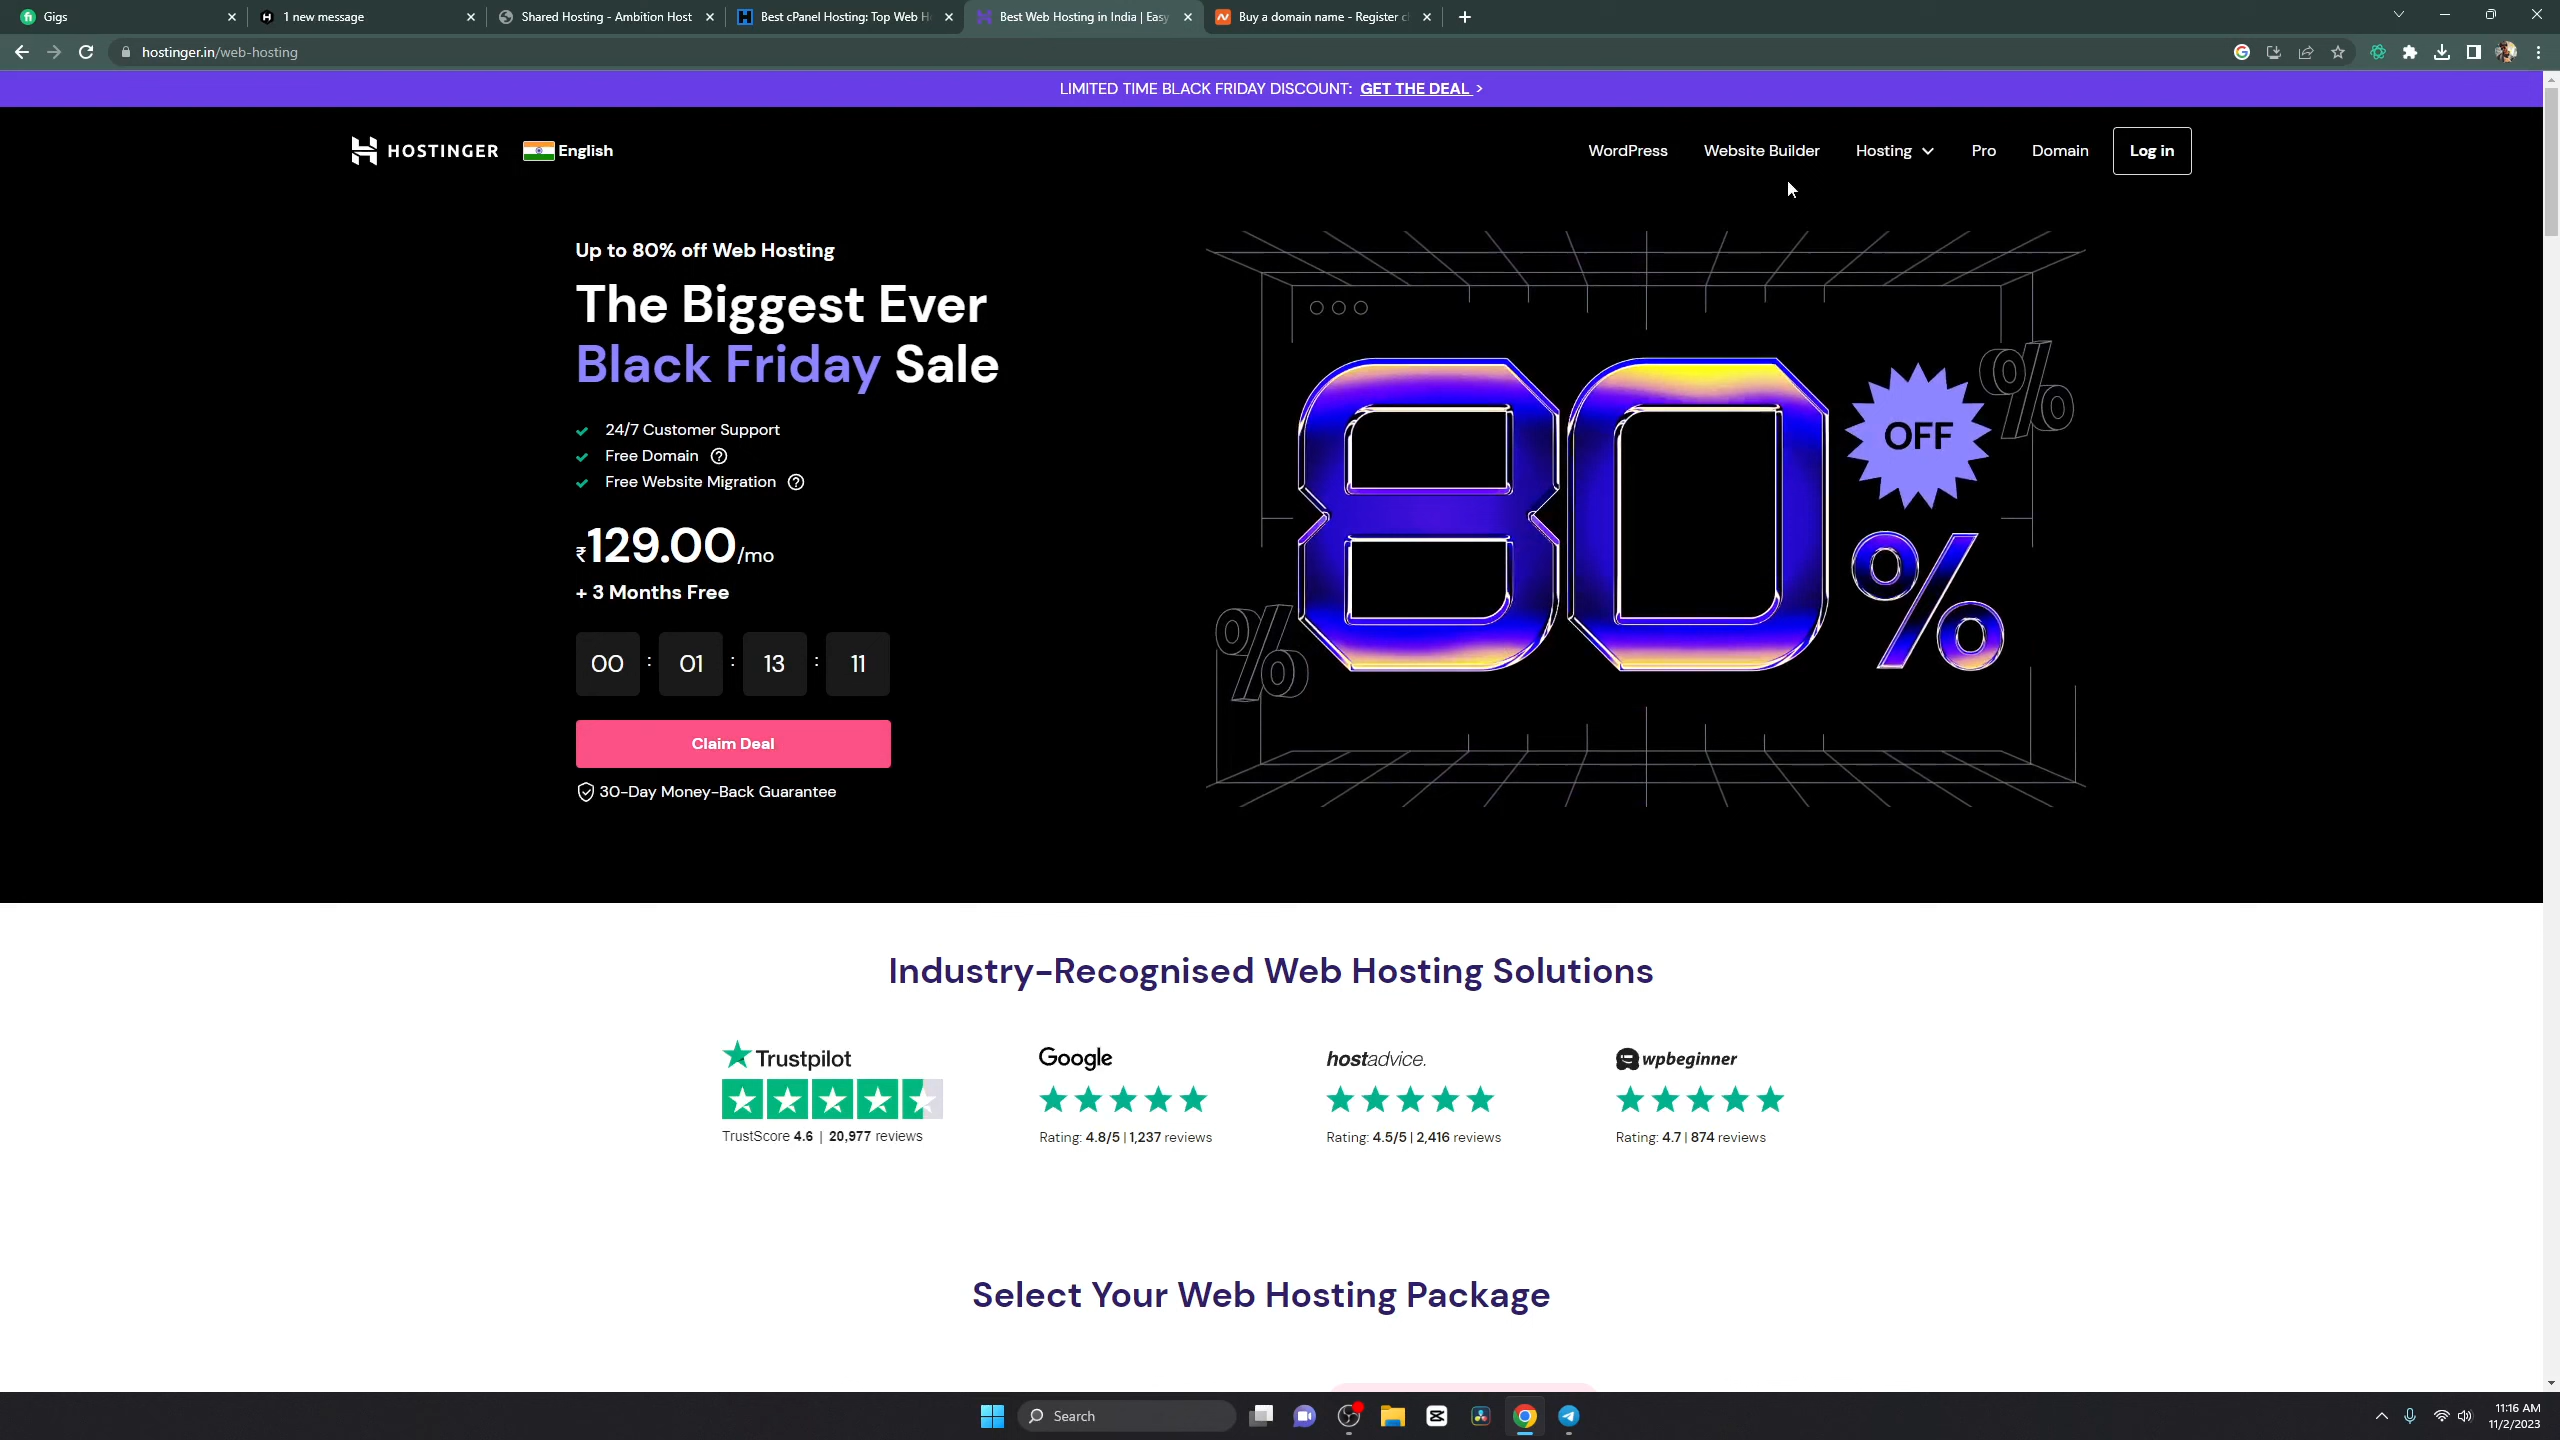 Gigs
1 new message
Shared Hosting - Ambition Host
Best cPanel Hosting: Top Web H
Best Web Hosting in India | Easy
Buy a domain name - Register c
hostinger.in/web-hosting
LIMITED TIME BLACK FRIDAY DISCOUNT: GET THE DEAL >
HOSTINGER
English
WordPress
Website Builder
Hosting
Pro
Domain
Log in
Up to 80% off Web Hosting
The Biggest Ever
Black Friday Sale
24/7 Customer Support
Free Domain
Free Website Migration
₹129.00/mo
+ 3 Months Free
00 : 01 : 13 : 11
Claim Deal
30-Day Money-Back Guarantee
80%
OFF
Industry-Recognised Web Hosting Solutions
Trustpilot
TrustScore 4.6 | 20,977 reviews
Google
Rating: 4.8/5 | 1,237 reviews
hostadvice.
Rating: 4.5/5 | 2,416 reviews
wpbeginner
Rating: 4.7 | 874 reviews
Select Your Web Hosting Package
Search
11:16 AM
11/2/2023